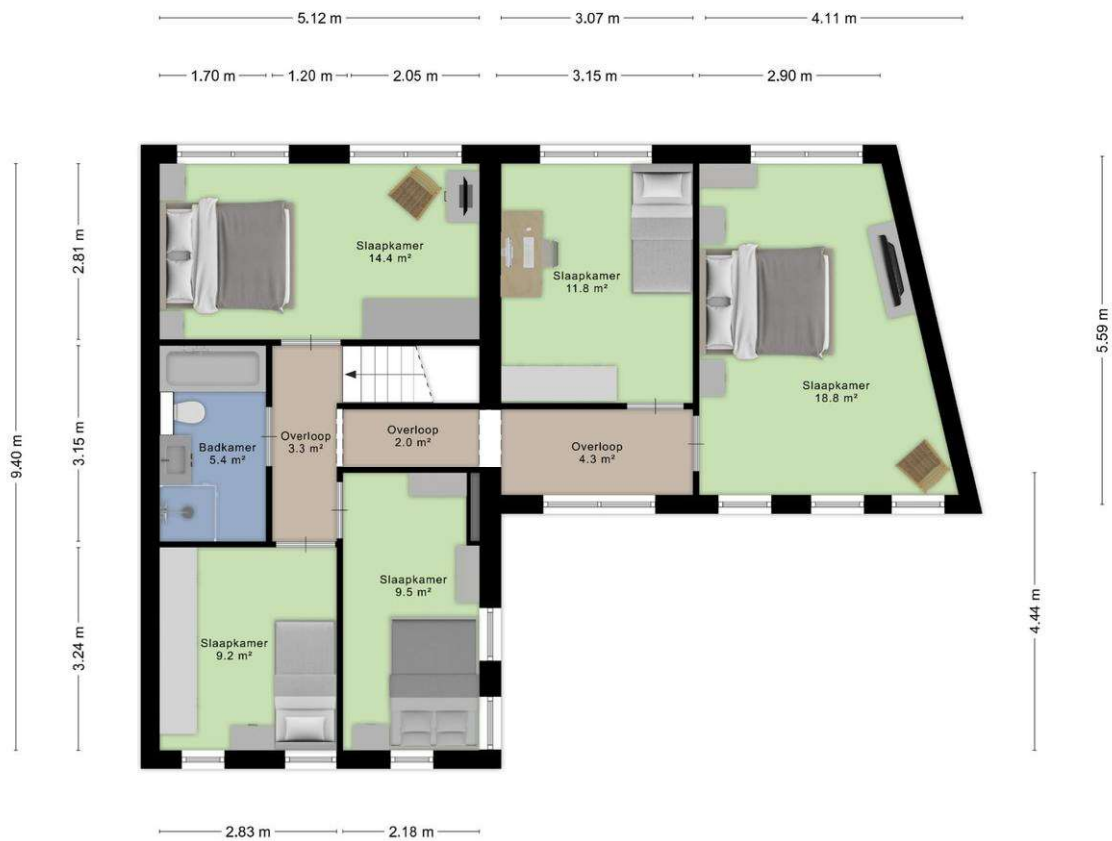 5.12 m
3.07 m
4.11 m
1.70 m
1.20 m
2.05 m
3.15 m
2.90 m
9.40 m
2.81 m
3.15 m
3.24 m
Slaapkamer
14.4 m²
Slaapkamer
11.8 m²
Slaapkamer
18.8 m²
Badkamer
5.4 m²
Overloop
3.3 m²
Overloop
2.0 m²
Overloop
4.3 m²
Slaapkamer
9.5 m²
Slaapkamer
9.2 m²
5.59 m
4.44 m
2.83 m
2.18 m